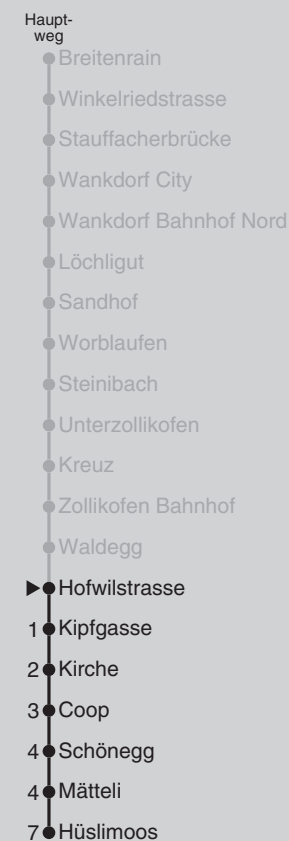 Haupt-
weg
Breitenrain
Winkelriedstrasse
Stauffacherbrücke
Wankdorf City
Wankdorf Bahnhof Nord
Löchligut
Sandhof
Worblaufen
Steinibach
Unterzollikofen
Kreuz
Zollikofen Bahnhof
Waldegg
Hofwilstrasse
1 Kipfgasse
2 Kirche
3 Coop
4 Schönegg
4 Mätteli
7 Hüslimoos